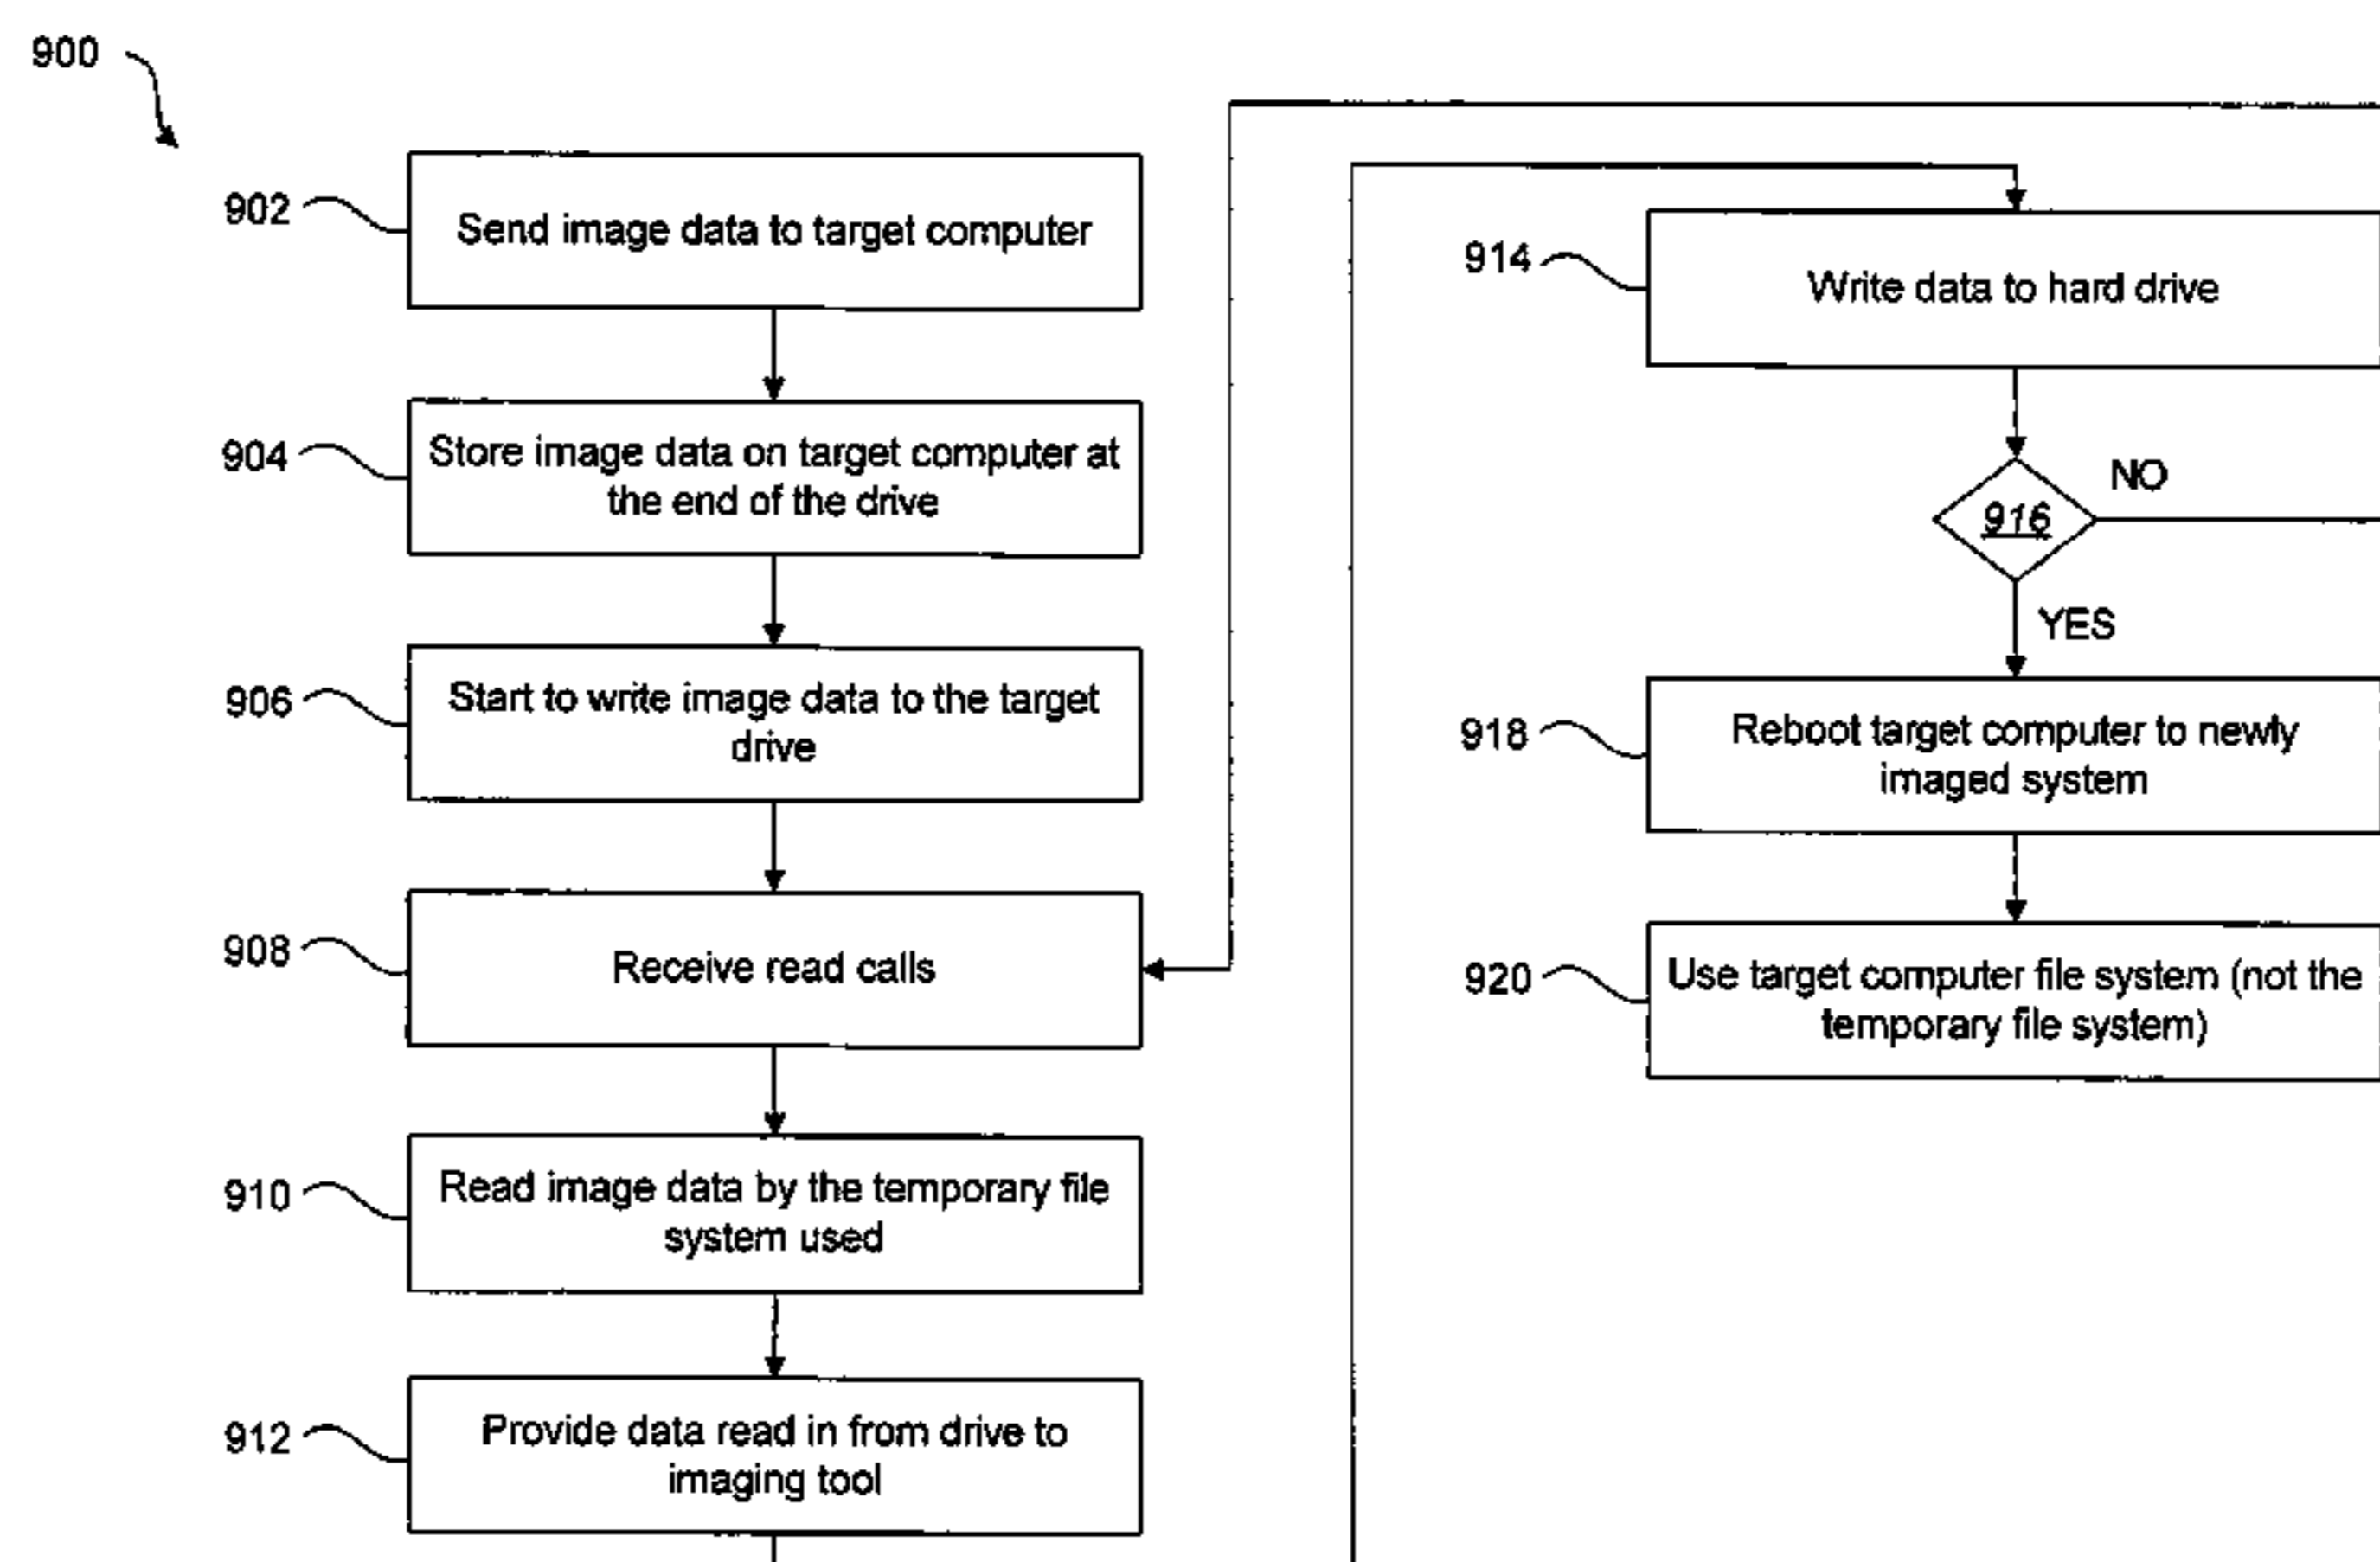 900
902
Send image data to target computer
904
Store image data on target computer at
the end of the drive
906
Start to write image data to the target
drive
908
Receive read calls
910
Read image data by the temporary file
system used
912
Provide data read in from drive to
imaging tool
914
Write data to hard drive
916
NO
YES
918
Reboot target computer to newly
imaged system
920
Use target computer file system (not the
temporary file system)